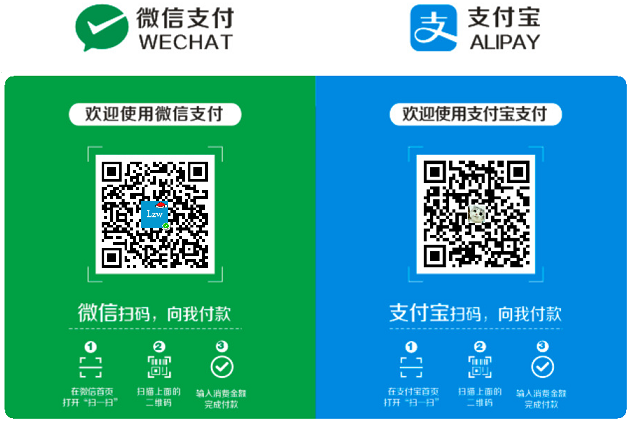 微信支付
WECHAT
支付宝
ALIPAY
支
欢迎使用微信支付
Lzw
微信扫码，向我付款
1
2
3
在微信首页
打开“扫一扫”
扫描上面的
二维码
输入消费金额
完成付款
欢迎使用支付宝支付
支付宝扫码，向我付款
1
2
3
在支付宝首页
打开“扫一扫”
扫描上面的
二维码
输入消费金额
完成付款